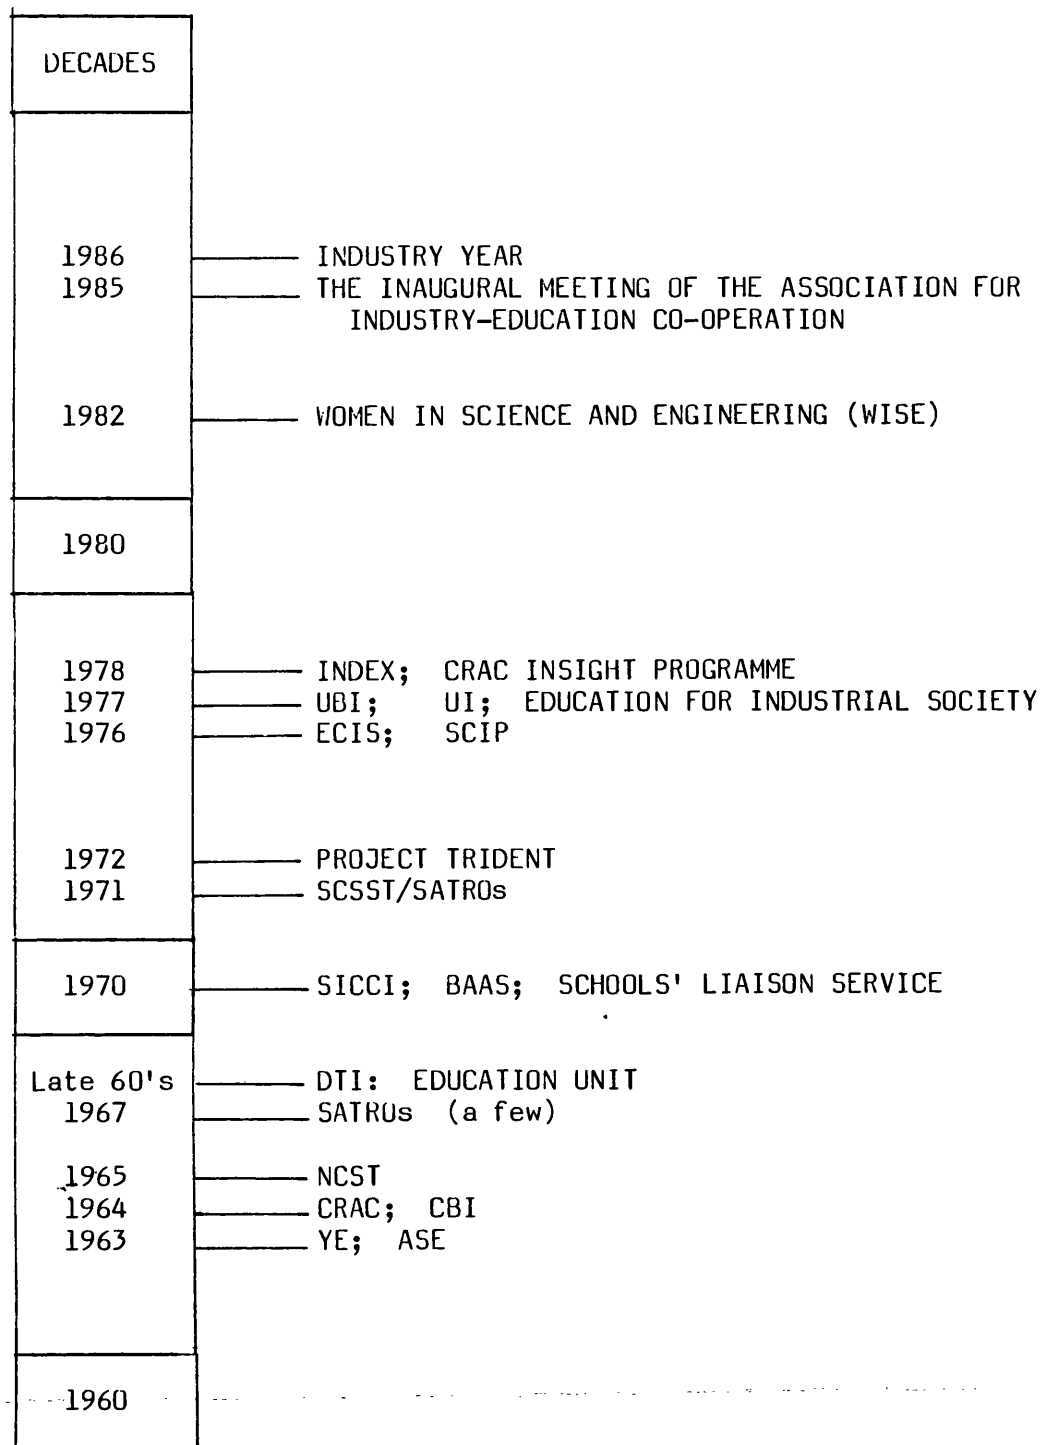 DECADES
1986 INDUSTRY YEAR
1985 THE INAUGURAL MEETING OF THE ASSOCIATION FOR
INDUSTRY-EDUCATION CO-OPERATION
1982 WOMEN IN SCIENCE AND ENGINEERING (WISE)
1980
1978 INDEX; CRAC INSIGHT PROGRAMME
1977 UBI; UI; EDUCATION FOR INDUSTRIAL SOCIETY
1976 ECIS; SCIP
1972 PROJECT TRIDENT
1971 SCSST/SATROs
1970 SICCI; BAAS; SCHOOLS' LIAISON SERVICE
Late 60's DTI: EDUCATION UNIT
1967 SATROs (a few)
1965 NCST
1964 CRAC; CBI
1963 YE; ASE
1960